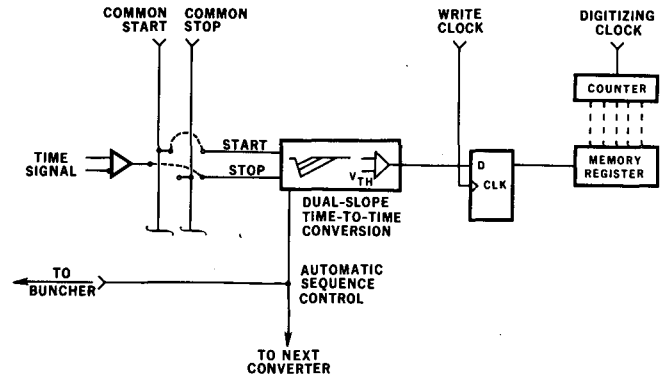 COMMON
START
COMMON
STOP
WRITE
CLOCK
DIGITIZING
CLOCK
COUNTER
TIME
SIGNAL
START
STOP
VTH
D
CLK
MEMORY
REGISTER
DUAL-SLOPE
TIME-TO-TIME
CONVERSION
TO
BUNCHER
AUTOMATIC
SEQUENCE
CONTROL
TO NEXT
CONVERTER